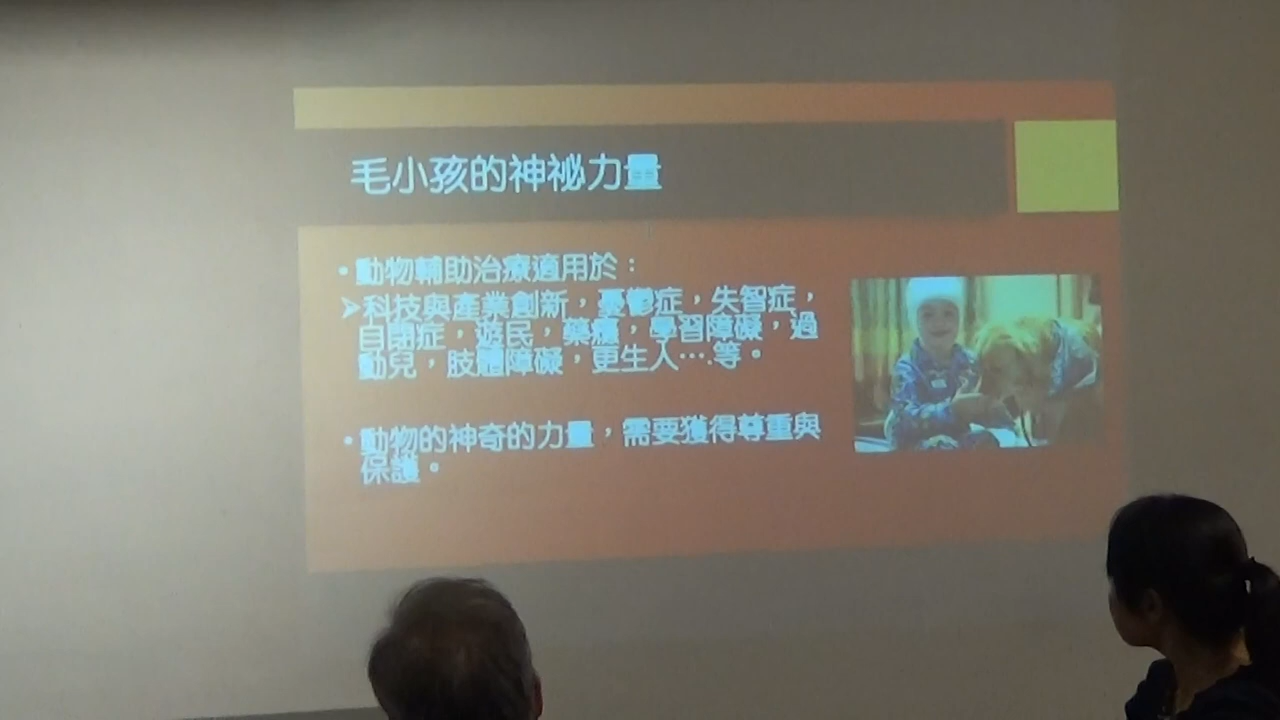 毛小孩的神祕力量
•動物輔助治療適用於：
➢科技與產業創新，憂鬱症，失智症，
自閉症，遊民，藥癮，學習障礙，過
動兒，肢體障礙，更生人….等。
•動物的神奇的力量，需要獲得尊重與
保護。